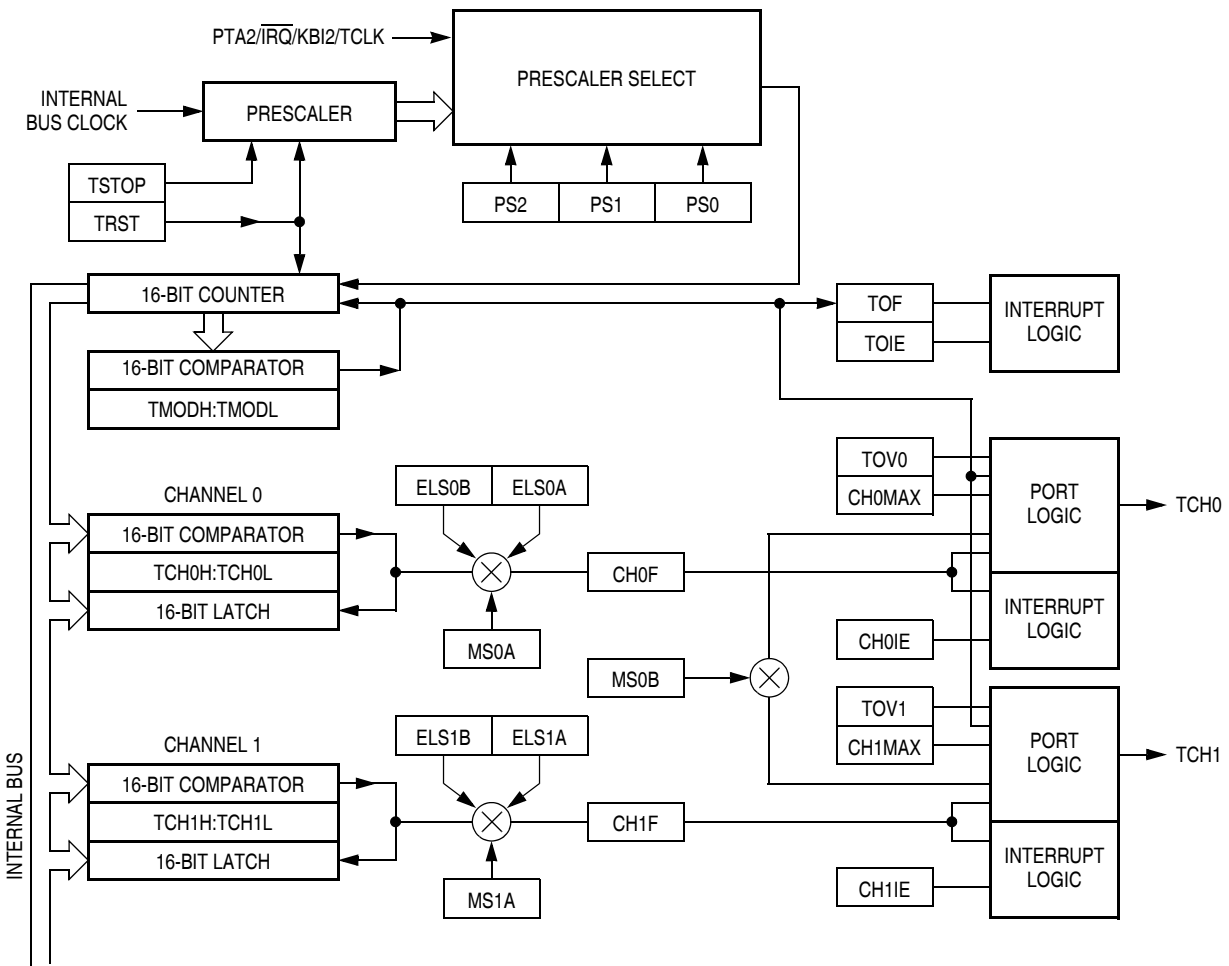 PTA2/IRQ/KBI2/TCLK
PRESCALER SELECT
INTERNAL
BUS CLOCK
PRESCALER
TSTOP
TRST
PS2
PS1
PS0
16-BIT COUNTER
16-BIT COMPARATOR
TMODH:TMODL
TOF
TOIE
INTERRUPT
LOGIC
CHANNEL 0
16-BIT COMPARATOR
TCH0H:TCH0L
16-BIT LATCH
ELS0B
ELS0A
MS0A
CH0F
TOV0
CH0MAX
PORT
LOGIC
TCH0
INTERRUPT
LOGIC
CH0IE
MS0B
CHANNEL 1
16-BIT COMPARATOR
TCH1H:TCH1L
16-BIT LATCH
ELS1B
ELS1A
MS1A
CH1F
TOV1
CH1MAX
PORT
LOGIC
TCH1
INTERRUPT
LOGIC
CH1IE
INTERNAL BUS